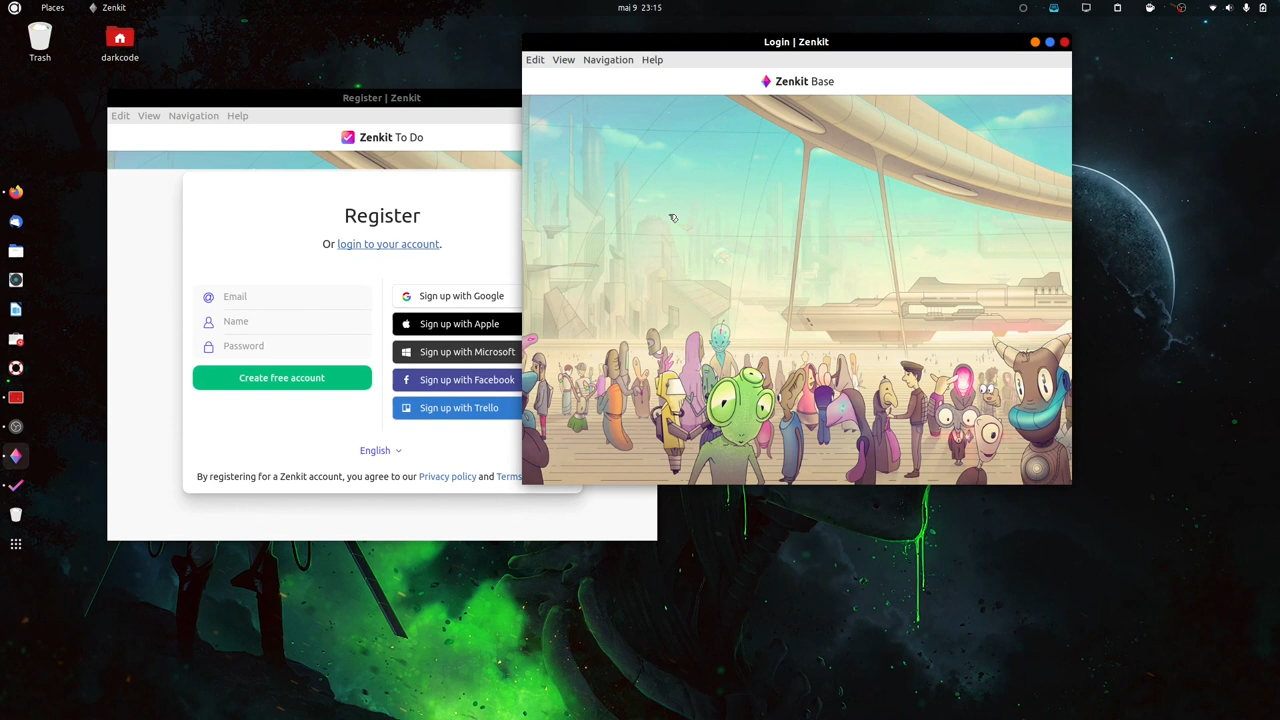 Places
Zenkit
mai 9 23:15
Trash
darkcode
Register | Zenkit
Edit View Navigation Help
Zenkit To Do
Register
Or login to your account.
Email
Name
Password
Create free account
Sign up with Google
Sign up with Apple
Sign up with Microsoft
Sign up with Facebook
Sign up with Trello
English
By registering for a Zenkit account, you agree to our Privacy policy and Terms
Login | Zenkit
Edit View Navigation Help
Zenkit Base